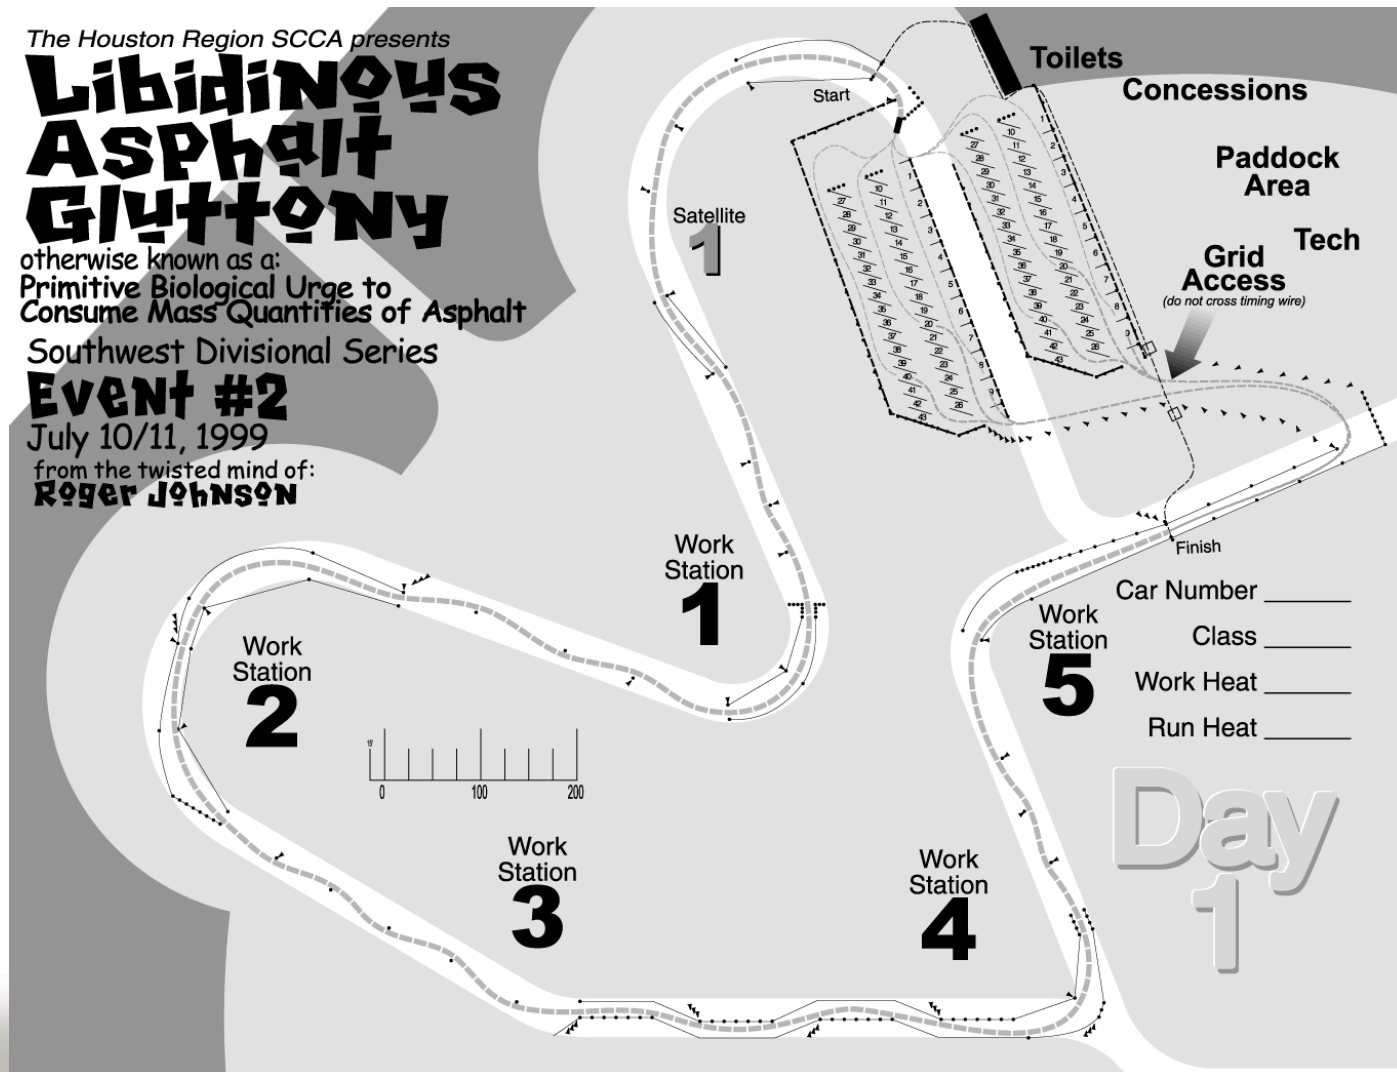 The Houston Region SCCA presents
Libidinous
Asphalt
Gluttony
otherwise known as a:
Primitive Biological Urge to
Consume Mass Quantities of Asphalt
Southwest Divisional Series
Event #2
July 10/11, 1999
from the twisted mind of:
Roger Johnson
Toilets
Concessions
Paddock
Area
Tech
Grid
Access
(do not cross timing wire)
Start
Satellite
1
Finish
Work
Station
1
Work
Station
2
Work
Station
3
Work
Station
4
Work
Station
5
Car Number
Class
Work Heat
Run Heat
0 100 200
Day
1